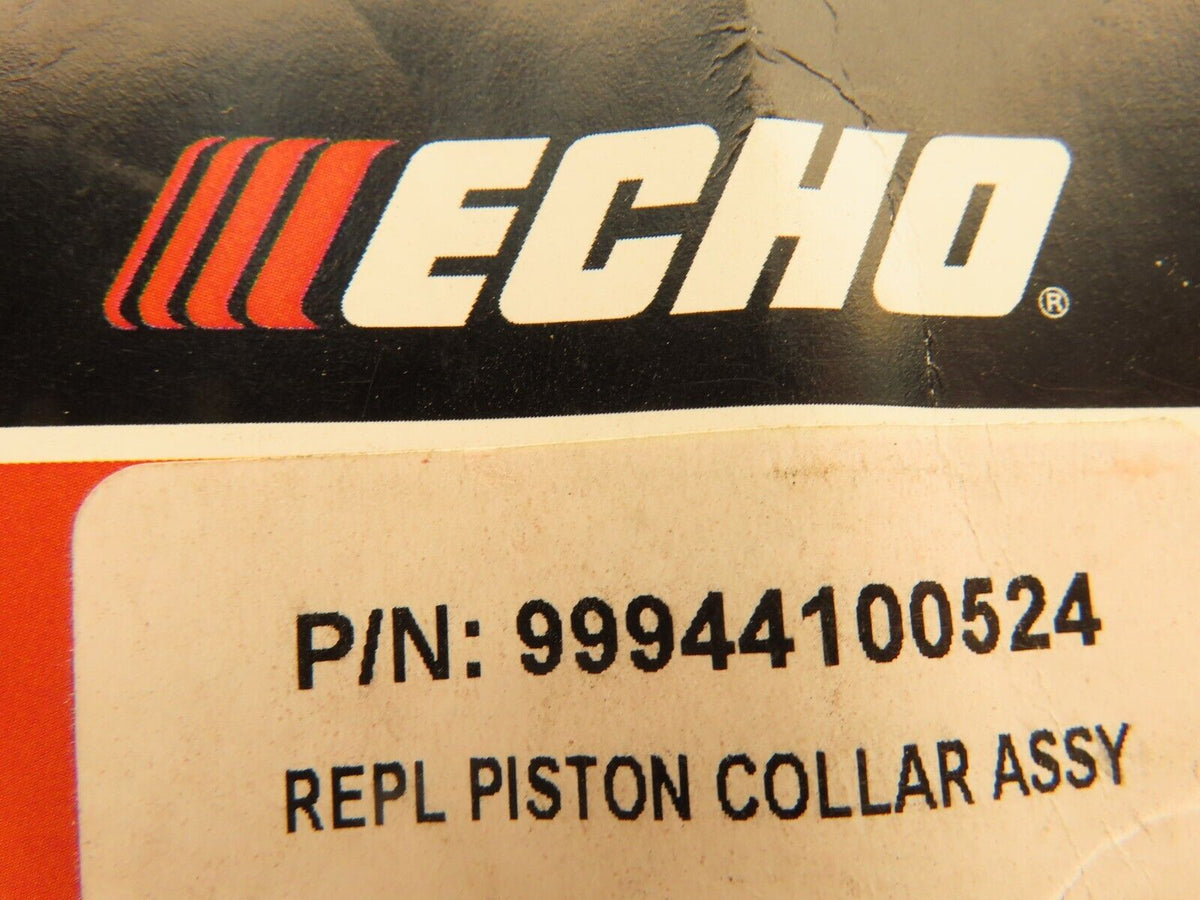 ECHO®
P/N: 99944100524
REPL PISTON COLLAR ASSY